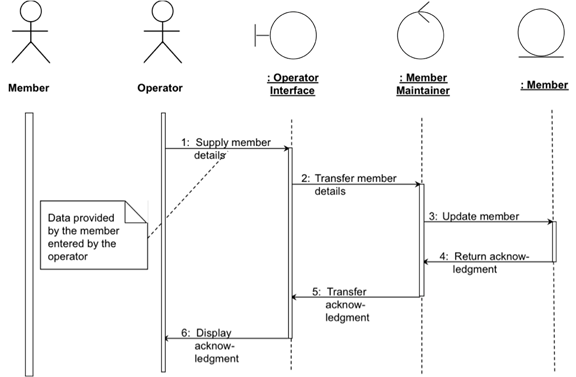 Member
Operator
: Operator
Interface
: Member
Maintainer
: Member
1: Supply member
details
2: Transfer member
details
Data provided
by the member
entered by the
operator
3: Update member
4: Return acknow-
ledgment
5: Transfer
acknow-
ledgment
6: Display
acknow-
ledgment